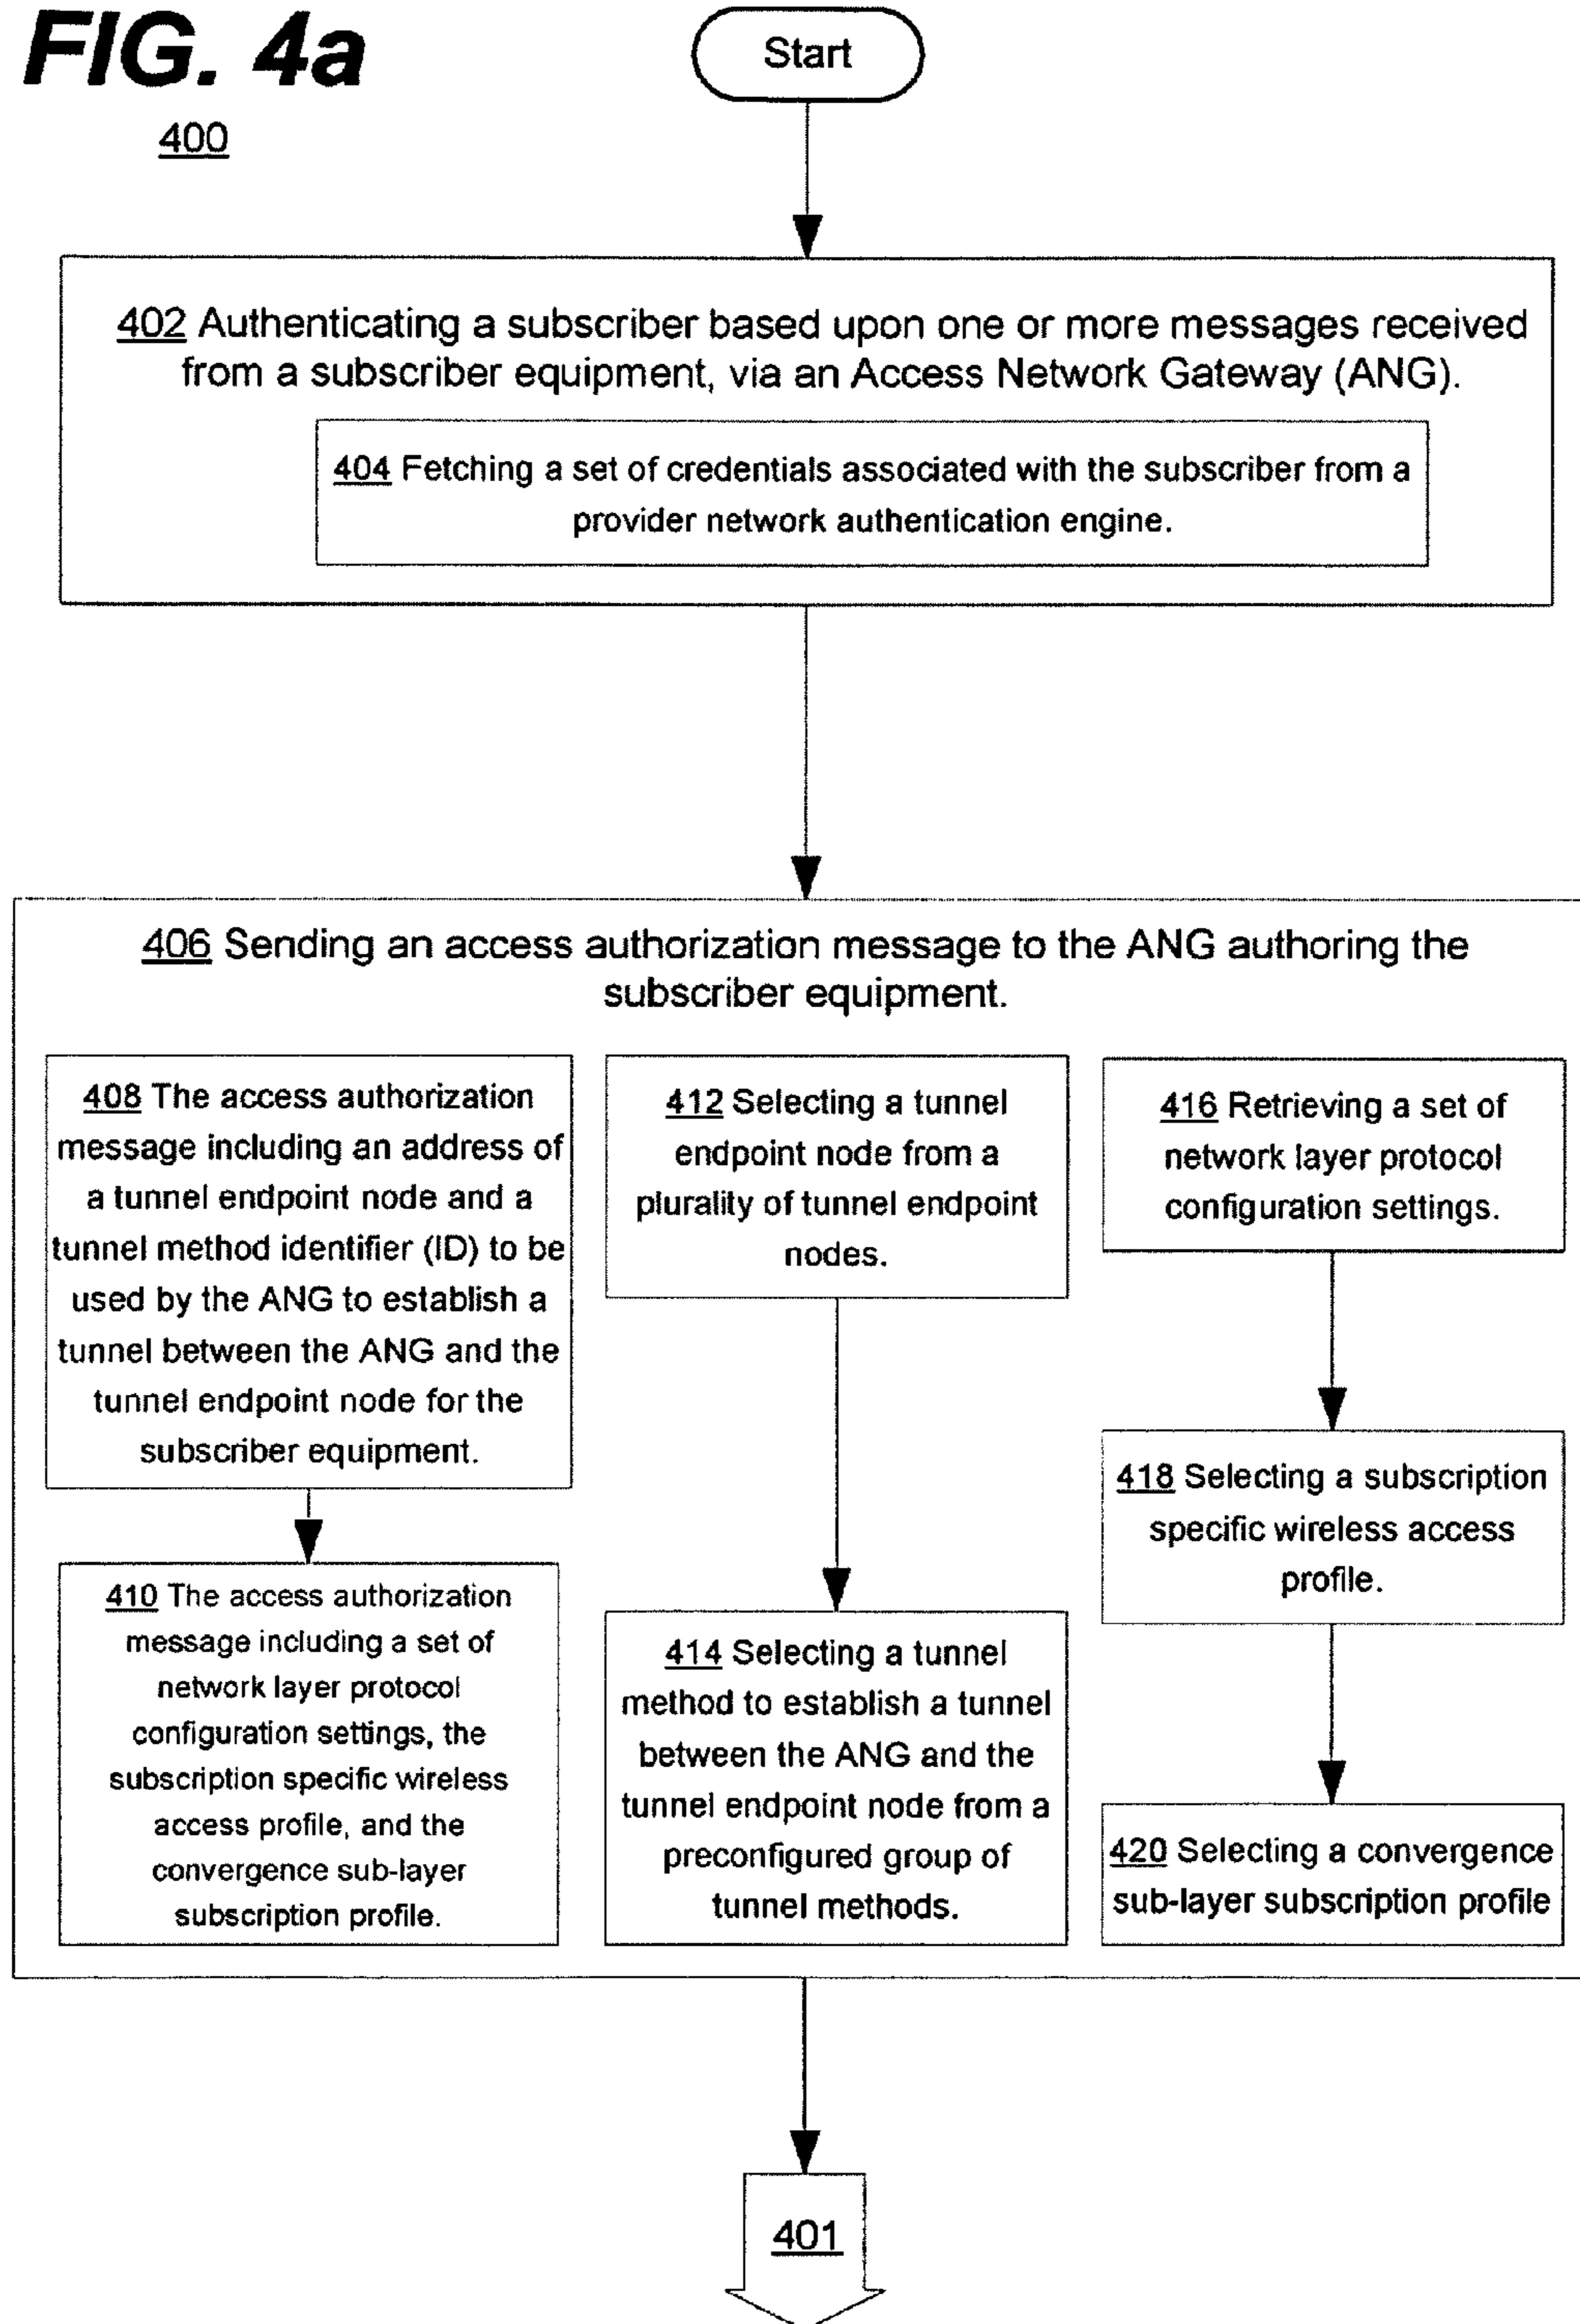 FIG. 4a
400
Start
402 Authenticating a subscriber based upon one or more messages received
from a subscriber equipment, via an Access Network Gateway (ANG).
404 Fetching a set of credentials associated with the subscriber from a
provider network authentication engine.
406 Sending an access authorization message to the ANG authoring the
subscriber equipment.
408 The access authorization
message including an address of
a tunnel endpoint node and a
tunnel method identifier (ID) to be
used by the ANG to establish a
tunnel between the ANG and the
tunnel endpoint node for the
subscriber equipment.
410 The access authorization
message including a set of
network layer protocol
configuration settings, the
subscription specific wireless
access profile, and the
convergence sub-layer
subscription profile.
412 Selecting a tunnel
endpoint node from a
plurality of tunnel endpoint
nodes.
414 Selecting a tunnel
method to establish a tunnel
between the ANG and the
tunnel endpoint node from a
preconfigured group of
tunnel methods.
416 Retrieving a set of
network layer protocol
configuration settings.
418 Selecting a subscription
specific wireless access
profile.
420 Selecting a convergence
sub-layer subscription profile
401